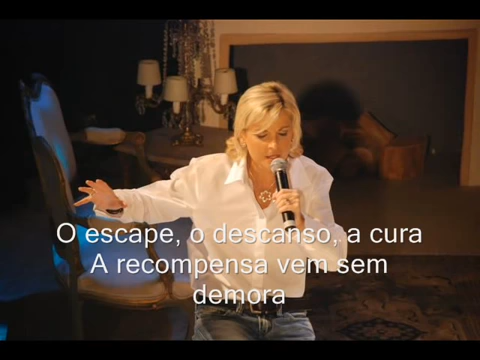 O escape, o descanso, a cura
A recompensa vem sem
demora